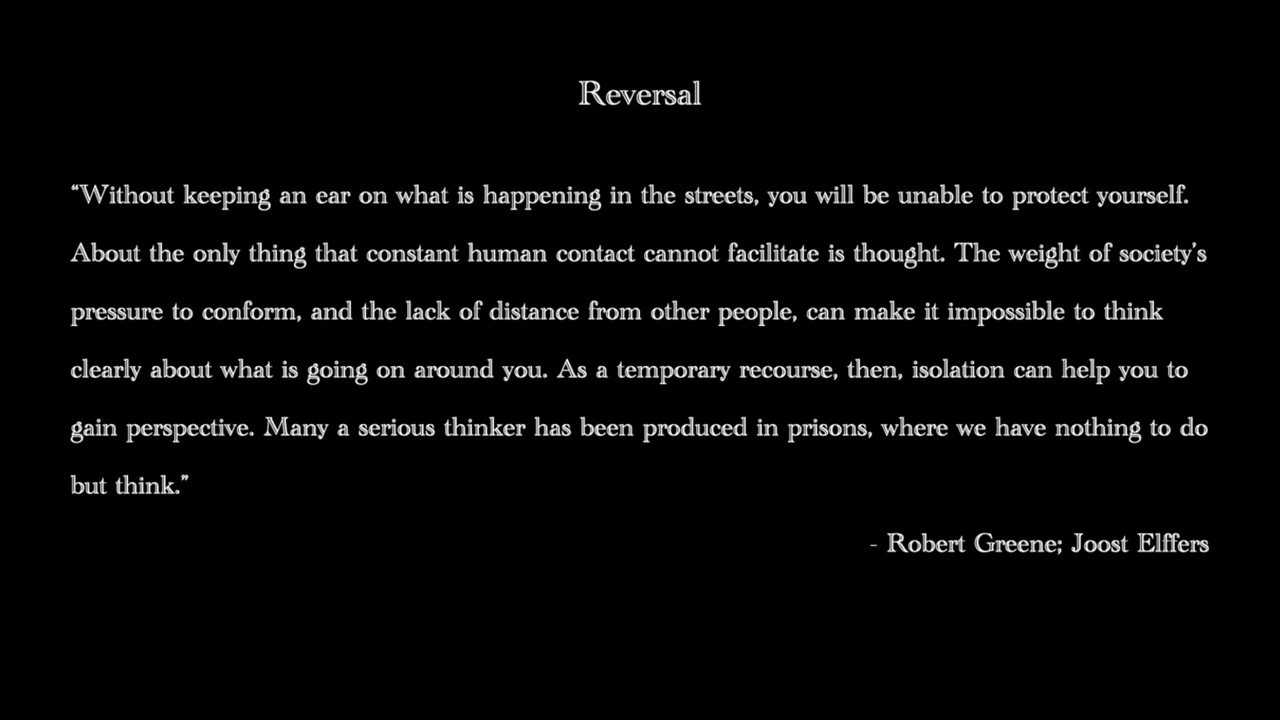 Reversal
“Without keeping an ear on what is happening in the streets, you will be unable to protect yourself.
About the only thing that constant human contact cannot facilitate is thought. The weight of society’s
pressure to conform, and the lack of distance from other people, can make it impossible to think
clearly about what is going on around you. As a temporary recourse, then, isolation can help you to
gain perspective. Many a serious thinker has been produced in prisons, where we have nothing to do
but think.”
- Robert Greene; Joost Elffers